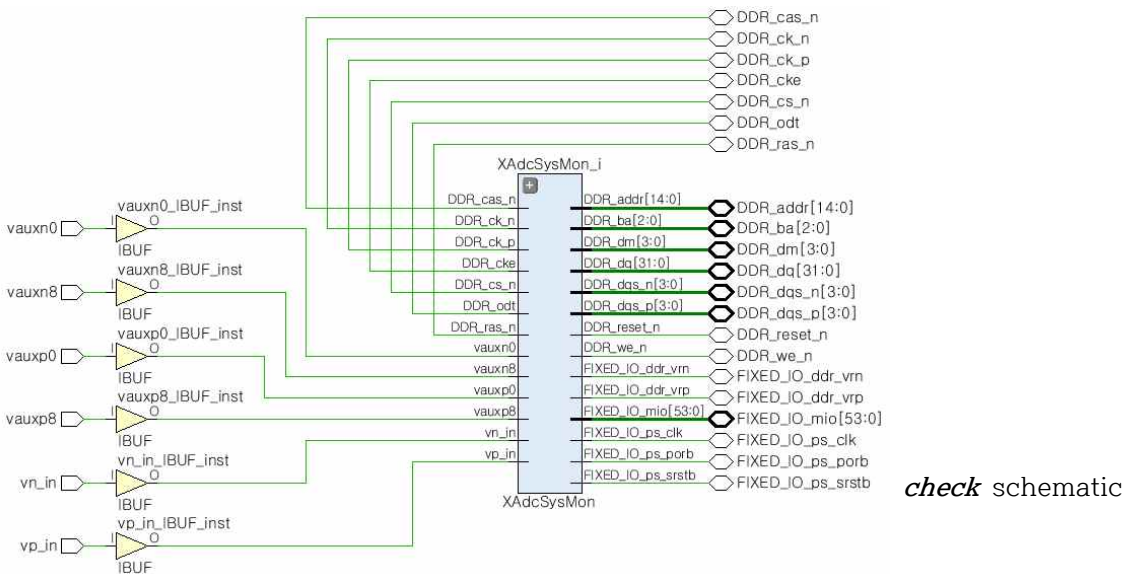 DDR_cas_n
DDR_ck_n
DDR_ck_p
DDR_cke
DDR_cs_n
DDR_odt
DDR_ras_n
XAdcSysMon_i
DDR_cas_n DDR_addr[14:0] DDR_addr[14:0]
vauxn0_IBUF_inst
DDR_ck_n DDR_ba[2:0] DDR_ba[2:0]
vauxn0 I O
DDR_ck_p DDR_dm[3:0] DDR_dm[3:0]
IBUF
DDR_cke DDR_dq[31:0] DDR_dq[31:0]
vauxn8_IBUF_inst
DDR_cs_n DDR_dqs_n[3:0] DDR_dqs_n[3:0]
vauxn8 I O
DDR_odt DDR_dqs_p[3:0] DDR_dqs_p[3:0]
IBUF
DDR_ras_n DDR_reset_n DDR_reset_n
vauxp0_IBUF_inst
vauxn0 DDR_we_n DDR_we_n
vauxp0 I O
vauxn8 FIXED_IO_ddr_vrn FIXED_IO_ddr_vrn
IBUF
vauxp0 FIXED_IO_ddr_vrp FIXED_IO_ddr_vrp
vauxp8_IBUF_inst
vauxp8 FIXED_IO_mio[53:0] FIXED_IO_mio[53:0]
vauxp8 I O
vn_in FIXED_IO_ps_clk FIXED_IO_ps_clk
IBUF
vp_in FIXED_IO_ps_porb FIXED_IO_ps_porb
vn_in_IBUF_inst
FIXED_IO_ps_srstb FIXED_IO_ps_srstb
vn_in I O
check schematic
XAdcSysMon
IBUF
vp_in_IBUF_inst
vp_in I O
IBUF